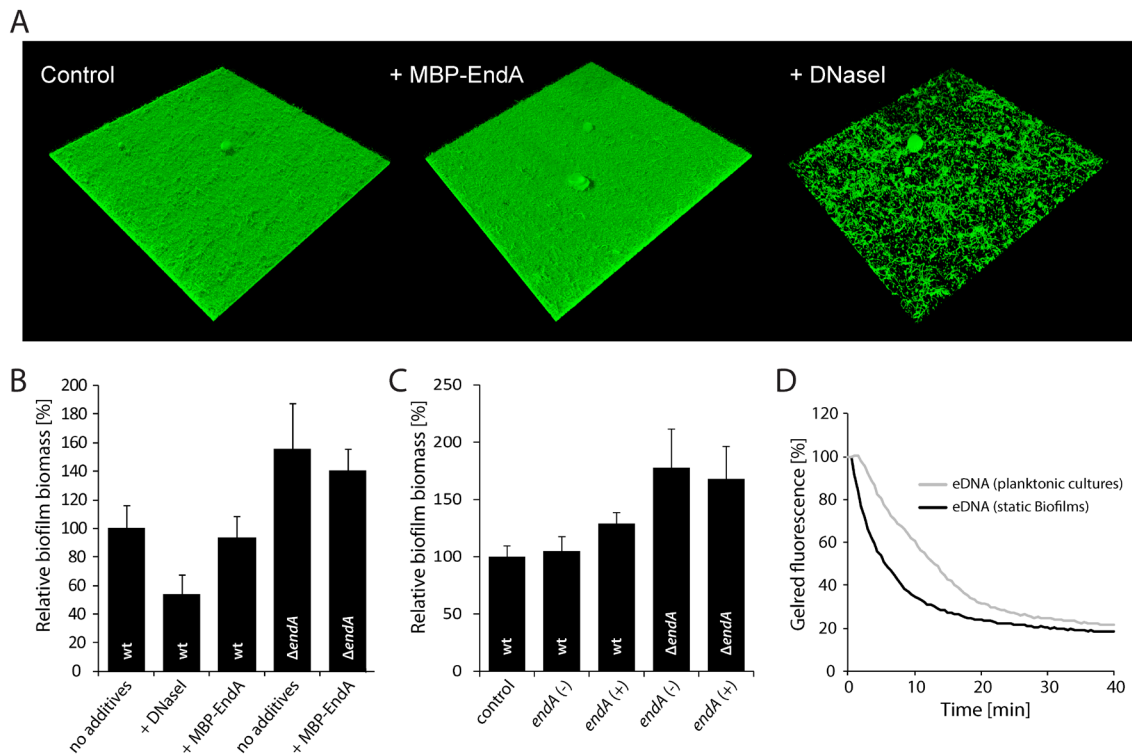 A
Control
+ MBP-EndA
+ DNaseI
B
Relative biofilm biomass [%]
200
180
160
140
120
100
80
60
40
20
0
wt
wt
wt
ΔendA
ΔendA
no additives
+ DNaseI
+ MBP-EndA
no additives
+ MBP-EndA
C
Relative biofilm biomass [%]
250
200
150
100
50
0
wt
wt
wt
ΔendA
ΔendA
control
endA (-)
endA (+)
endA (-)
endA (+)
D
Gelred fluorescence [%]
120
100
80
60
40
20
0
eDNA (planktonic cultures)
eDNA (static Biofilms)
0
10
20
30
40
Time [min]